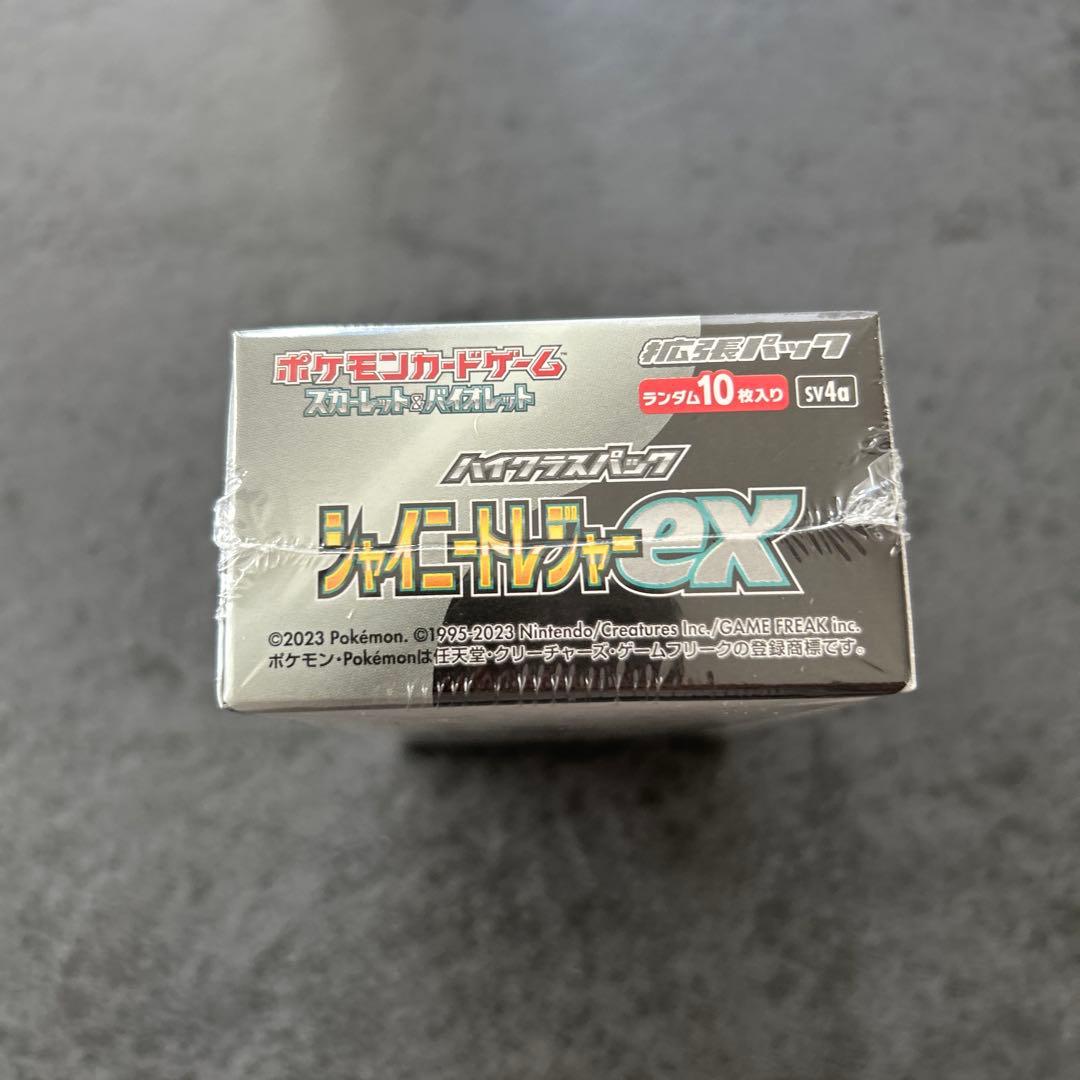 ポケモンカードゲーム™
スカーレット&バイオレット
拡張パック
ランダム10枚入り
sv4a
ハイクラスパック
シャイニートレジャーex
©2023 Pokémon. ©1995-2023 Nintendo/Creatures Inc./GAME FREAK inc.
ポケモン・Pokémonは任天堂・クリーチャーズ・ゲームフリークの登録商標です。